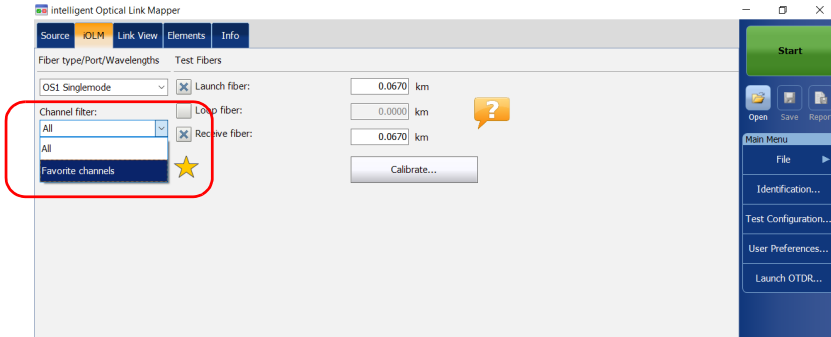 intelligent Optical Link Mapper
Source iOLM Link View Elements Info
Fiber type/Port/Wavelengths Test Fibers
OS1 Singlemode
Launch fiber: 0.0670 km
Channel filter:
Loop fiber: 0.0000 km
All
Receive fiber: 0.0670 km
All
Favorite channels
Calibrate...
?
Start
Open Save Repor
Main Menu
File
Identification...
Test Configuration...
User Preferences...
Launch OTDR...